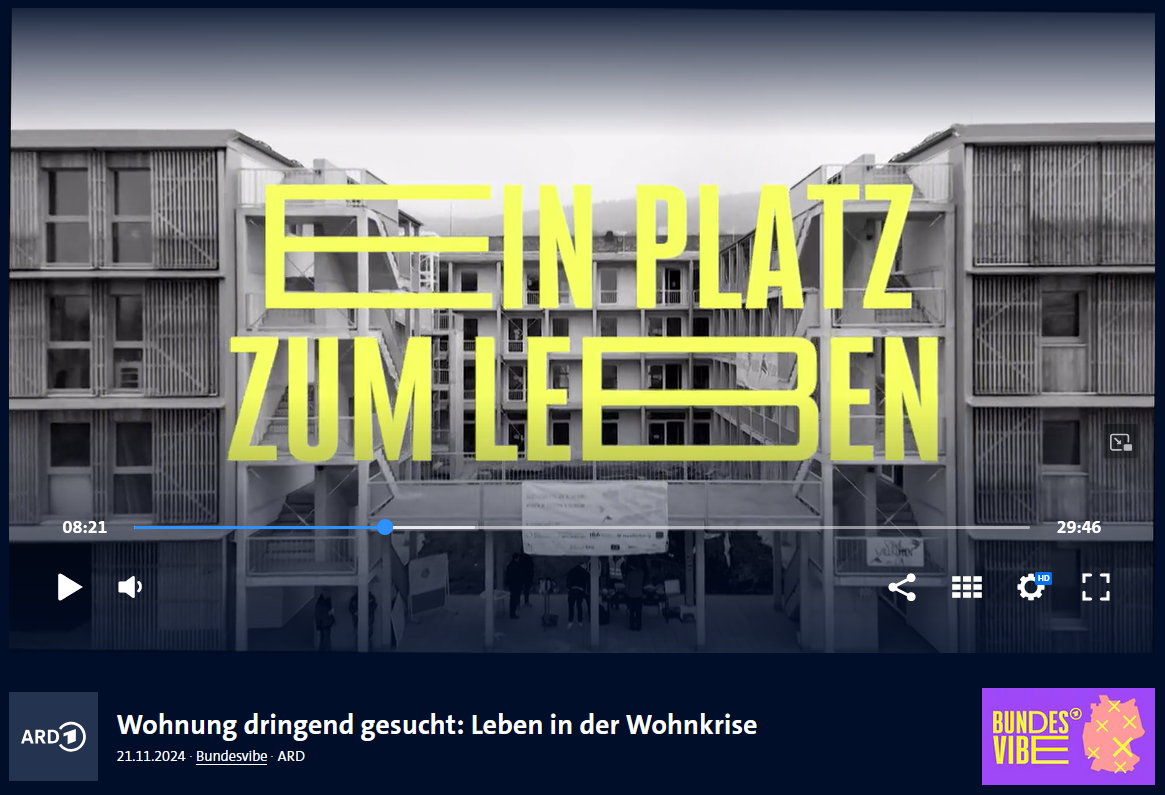 EIN PLATZ
ZUM LEBEN
08:21
29:46
HD
ARD 1
Wohnung dringend gesucht: Leben in der Wohnkrise
21.11.2024 · Bundesvibe · ARD
BUNDES
VIBE